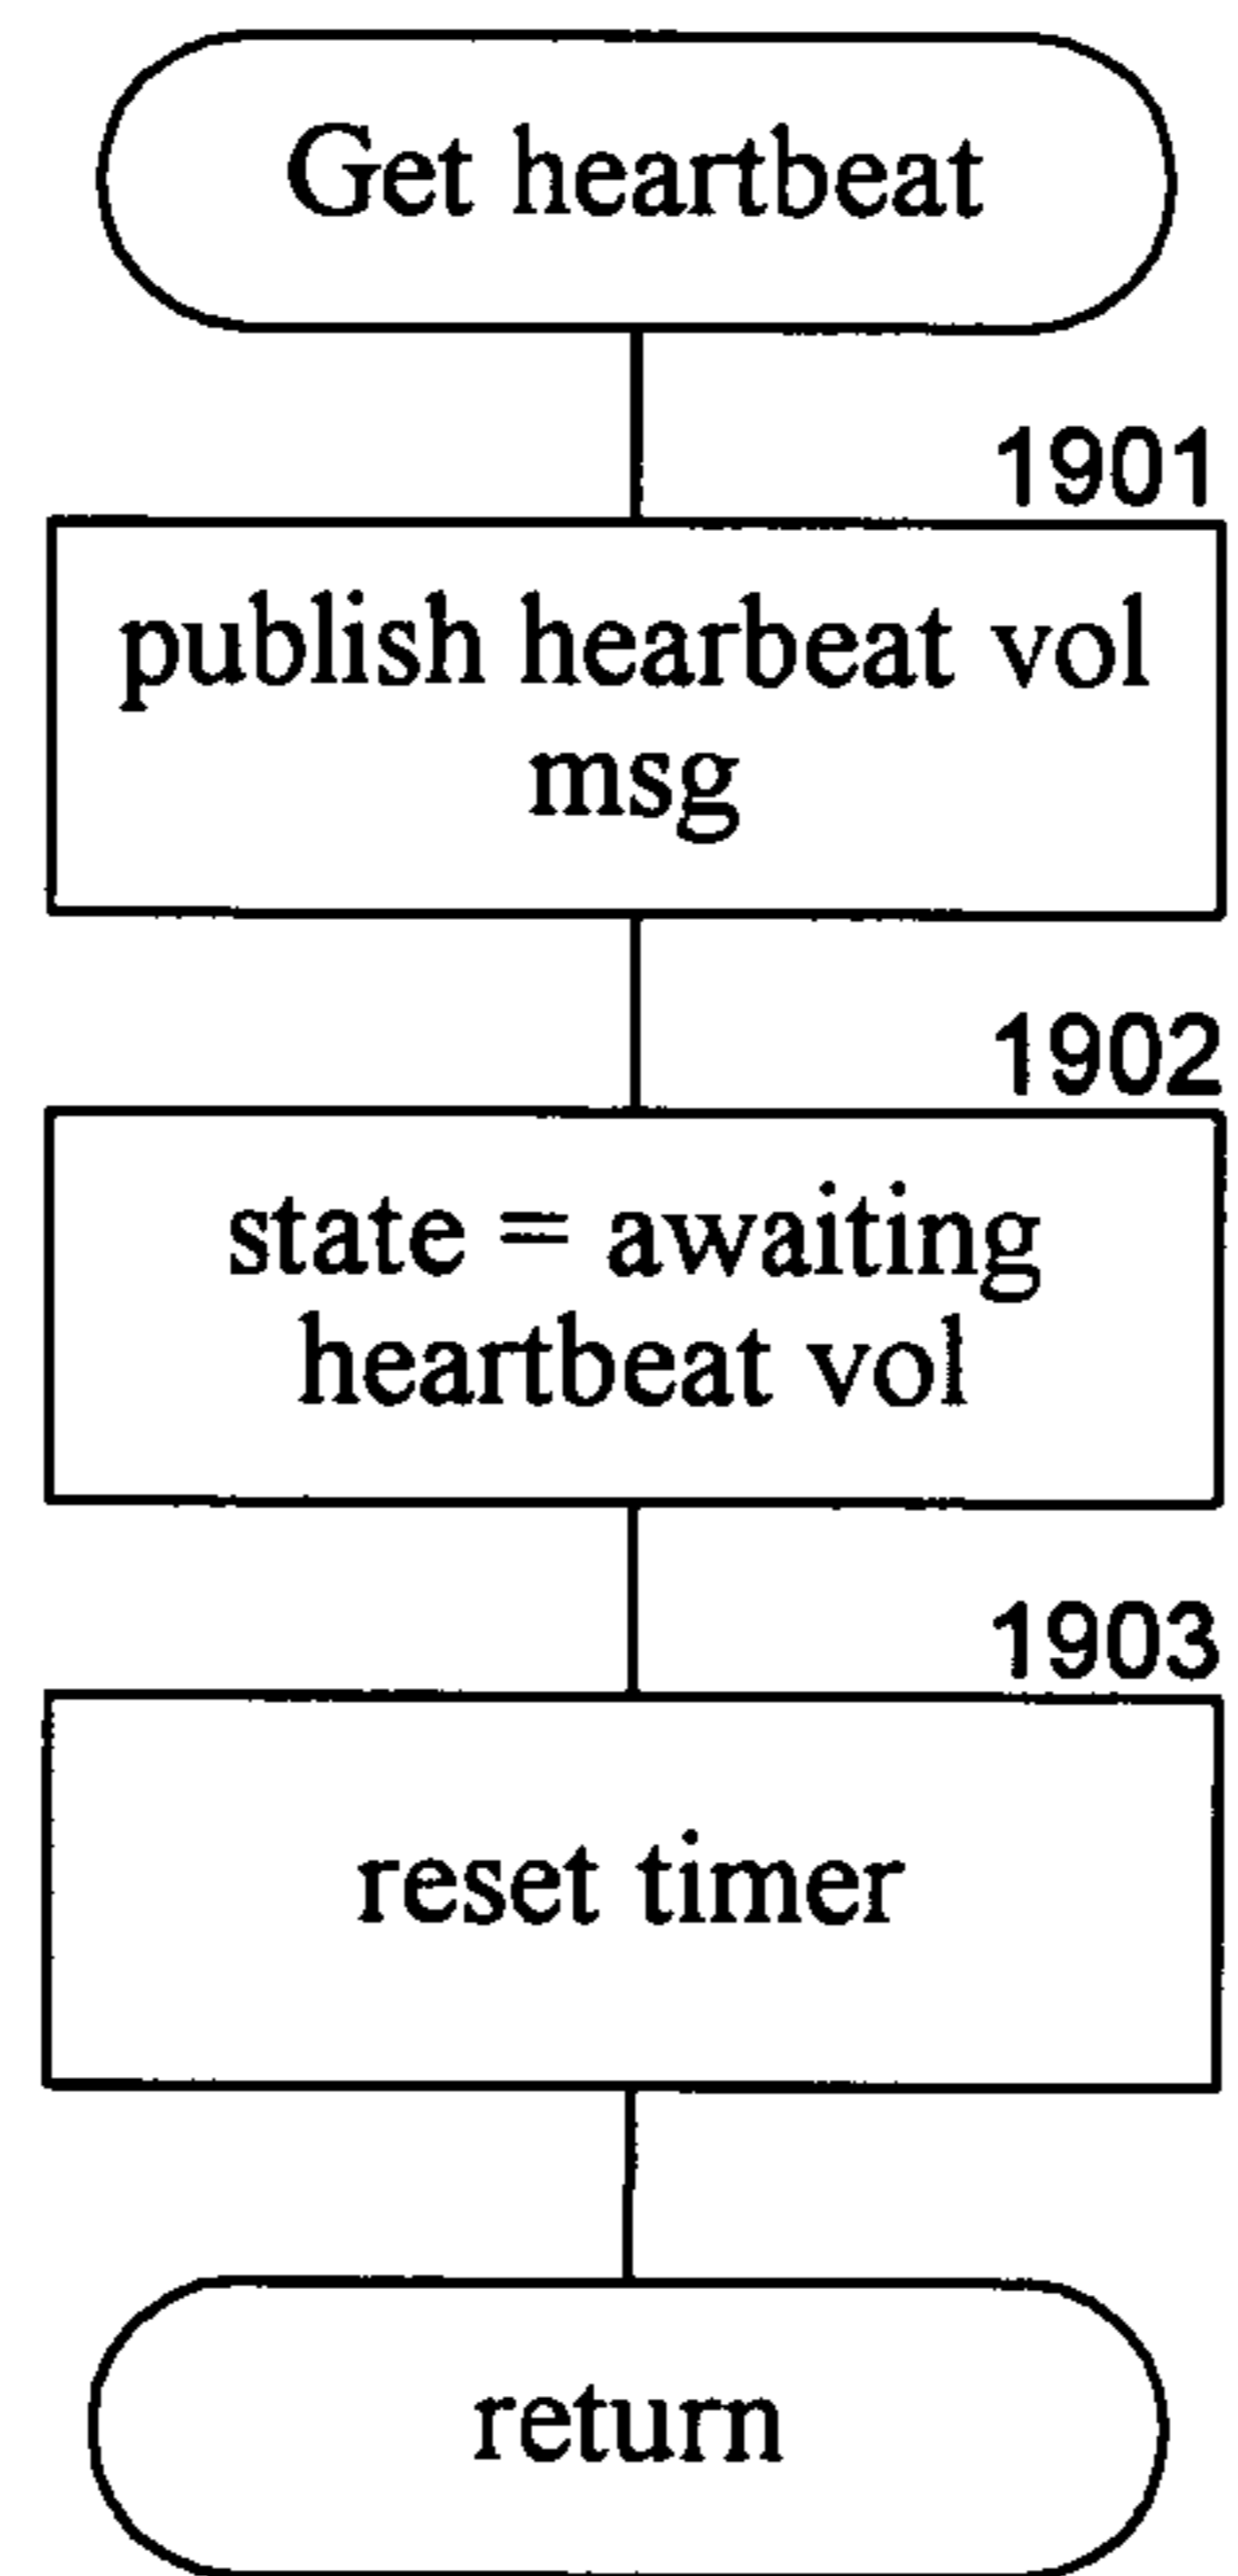 Get heartbeat
1901
publish hearbeat vol
msg
1902
state = awaiting
heartbeat vol
1903
reset timer
return